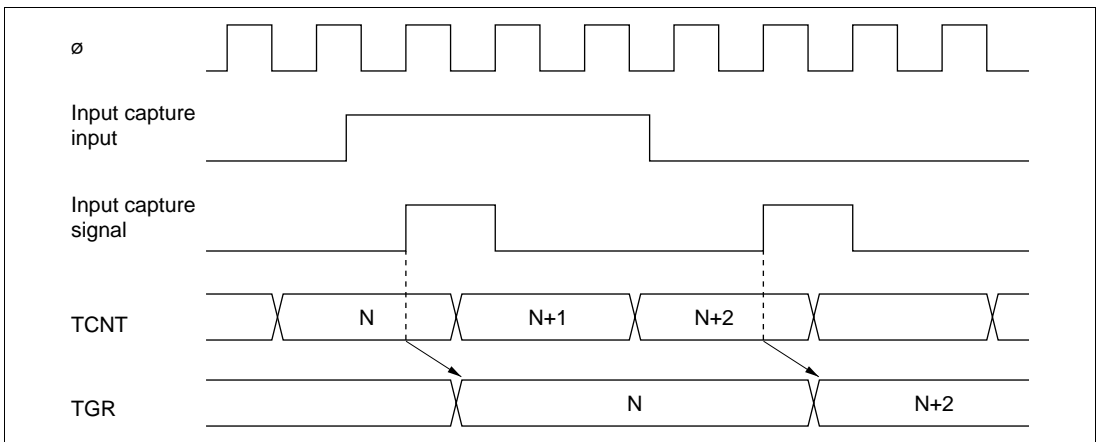 ø
Input capture
input
Input capture
signal
TCNT
N
N+1
N+2
TGR
N
N+2